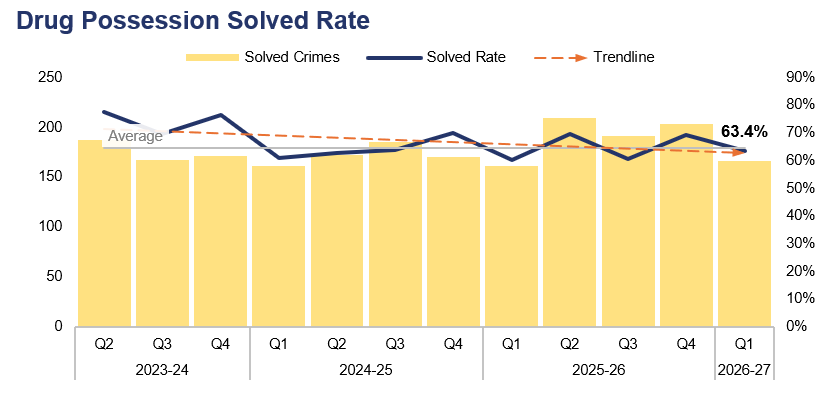 Drug Possession Solved Rate
Solved Crimes Solved Rate Trendline
250 90%
80%
200 70%
63.4%
Average
60%
150
50%
100 40%
30%
50 20%
10%
0 0%
Q2 Q3 Q4 Q1 Q2 Q3 Q4 Q1 Q2 Q3 Q4 Q1
2023-24 2024-25 2025-26 2026-27